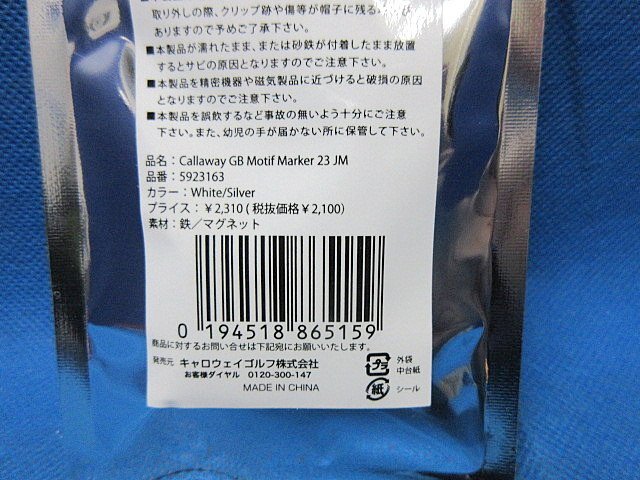 取り外しの際、クリップ跡や傷等が帽子に残る
ありますので予めご了承下さい。
■本製品が濡れたまま、または砂鉄が付着したまま放置
するとサビの原因となりますのでご注意下さい。
■本製品を精密機器や磁気製品に近づけると破損の原因
となりますのでご注意下さい。
■本製品を誤飲するなど事故の無いよう十分にご注意
下さい。また、幼児の手が届かない所に保管して下さい。
品名：Callaway GB Motif Marker 23 JM
品番：5923163
カラー：White/Silver
プライス：￥2,310 ( 税抜価格￥2,100)
素材：鉄／マグネット
0 194518 865159
商品に対するお問い合せは下記宛にお願いいたします。
発売元 キャロウェイゴルフ株式会社
お客様ダイヤル 0120-300-147
MADE IN CHINA
プラ 外袋
中台紙
紙 シール